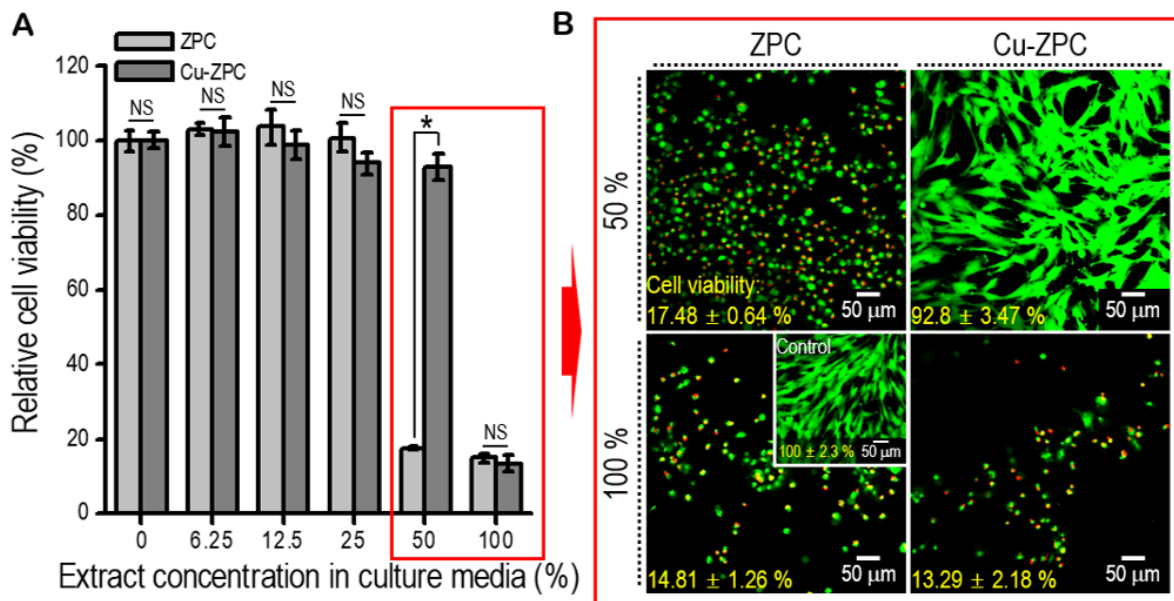 A
ZPC
Cu-ZPC
Relative cell viability (%)
120
100
80
60
40
20
0
NS
NS
NS
NS
*
NS
0 6.25 12.5 25 50 100
Extract concentration in culture media (%)
B
ZPC Cu-ZPC
50 %
Cell viability:
17.48 ± 0.64 %
50 μm
92.8 ± 3.47 %
50 μm
100 %
Control
100 ± 2.3 %
50 μm
14.81 ± 1.26 %
50 μm
13.29 ± 2.18 %
50 μm